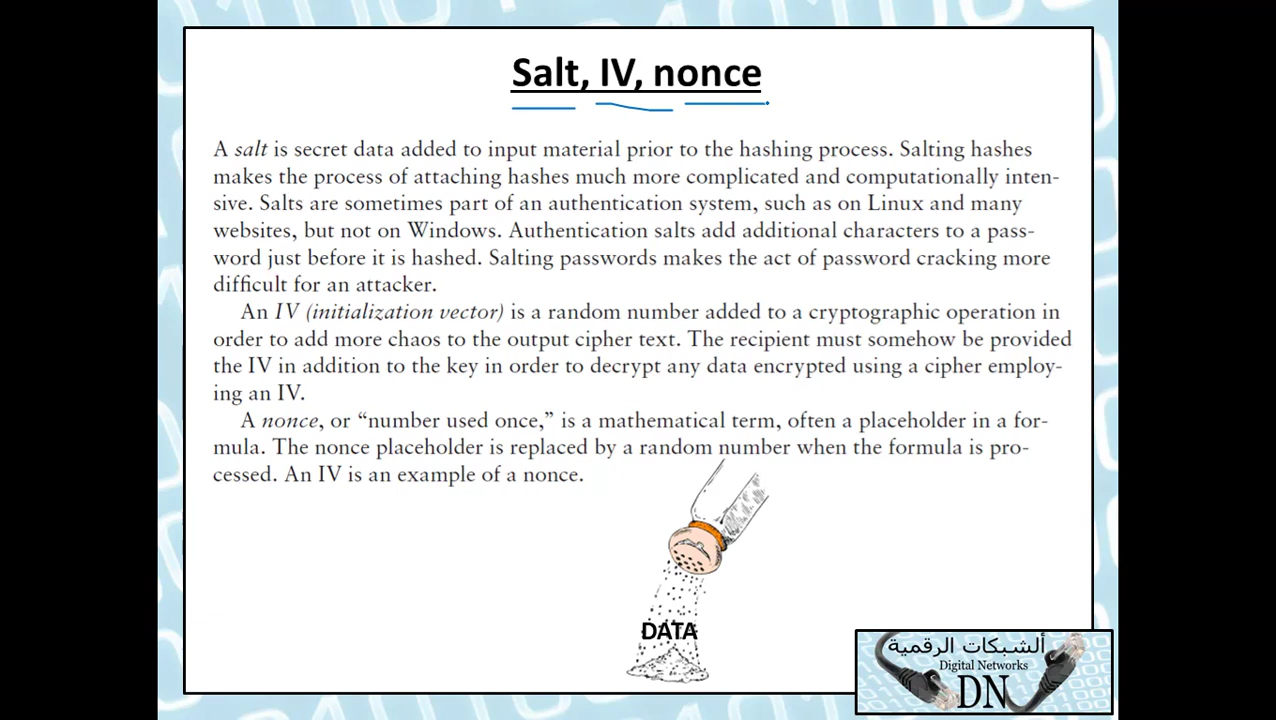 Salt, IV, nonce
A salt is secret data added to input material prior to the hashing process. Salting hashes
makes the process of attaching hashes much more complicated and computationally inten-
sive. Salts are sometimes part of an authentication system, such as on Linux and many
websites, but not on Windows. Authentication salts add additional characters to a pass-
word just before it is hashed. Salting passwords makes the act of password cracking more
difficult for an attacker.
An IV (initialization vector) is a random number added to a cryptographic operation in
order to add more chaos to the output cipher text. The recipient must somehow be provided
the IV in addition to the key in order to decrypt any data encrypted using a cipher employ-
ing an IV.
A nonce, or “number used once,” is a mathematical term, often a placeholder in a for-
mula. The nonce placeholder is replaced by a random number when the formula is pro-
cessed. An IV is an example of a nonce.
DATA
ألشبكات الرقمية
Digital Networks
DN